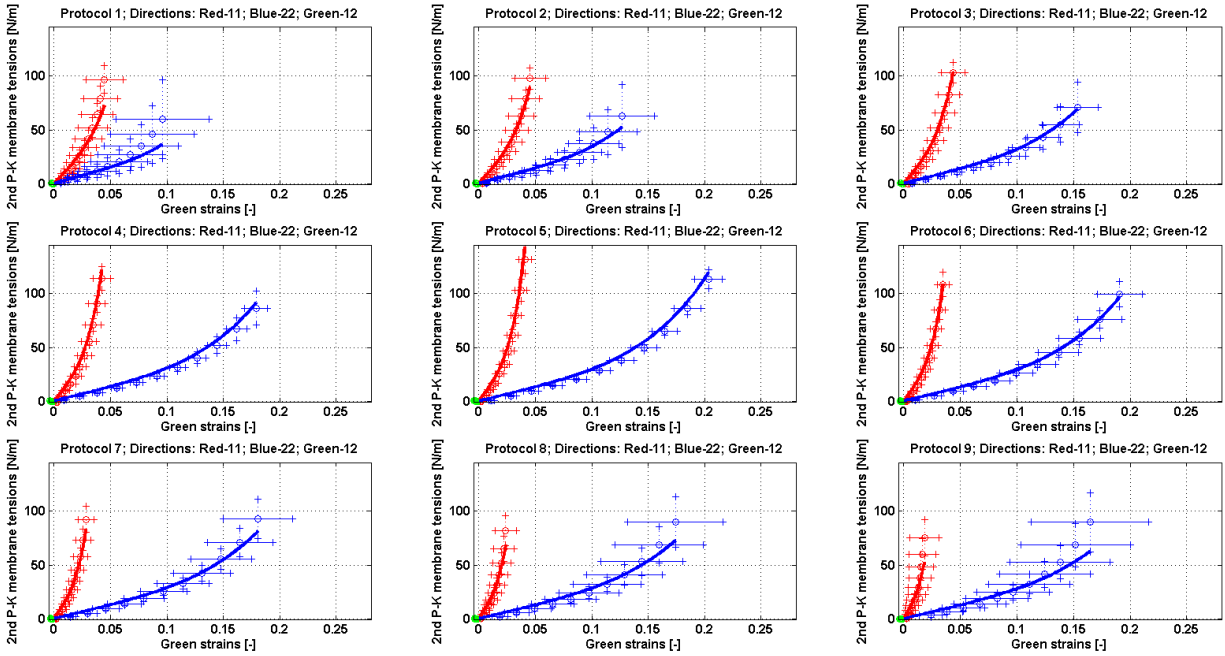 Protocol 1; Directions: Red-11; Blue-22; Green-12
2nd P-K membrane tensions [N/m]
100
50
0
0 0.05 0.1 0.15 0.2 0.25
Green strains [-]
Protocol 2; Directions: Red-11; Blue-22; Green-12
2nd P-K membrane tensions [N/m]
100
50
0
0 0.05 0.1 0.15 0.2 0.25
Green strains [-]
Protocol 3; Directions: Red-11; Blue-22; Green-12
2nd P-K membrane tensions [N/m]
100
50
0
0 0.05 0.1 0.15 0.2 0.25
Green strains [-]
Protocol 4; Directions: Red-11; Blue-22; Green-12
2nd P-K membrane tensions [N/m]
100
50
0
0 0.05 0.1 0.15 0.2 0.25
Green strains [-]
Protocol 5; Directions: Red-11; Blue-22; Green-12
2nd P-K membrane tensions [N/m]
100
50
0
0 0.05 0.1 0.15 0.2 0.25
Green strains [-]
Protocol 6; Directions: Red-11; Blue-22; Green-12
2nd P-K membrane tensions [N/m]
100
50
0
0 0.05 0.1 0.15 0.2 0.25
Green strains [-]
Protocol 7; Directions: Red-11; Blue-22; Green-12
2nd P-K membrane tensions [N/m]
100
50
0
0 0.05 0.1 0.15 0.2 0.25
Green strains [-]
Protocol 8; Directions: Red-11; Blue-22; Green-12
2nd P-K membrane tensions [N/m]
100
50
0
0 0.05 0.1 0.15 0.2 0.25
Green strains [-]
Protocol 9; Directions: Red-11; Blue-22; Green-12
2nd P-K membrane tensions [N/m]
100
50
0
0 0.05 0.1 0.15 0.2 0.25
Green strains [-]